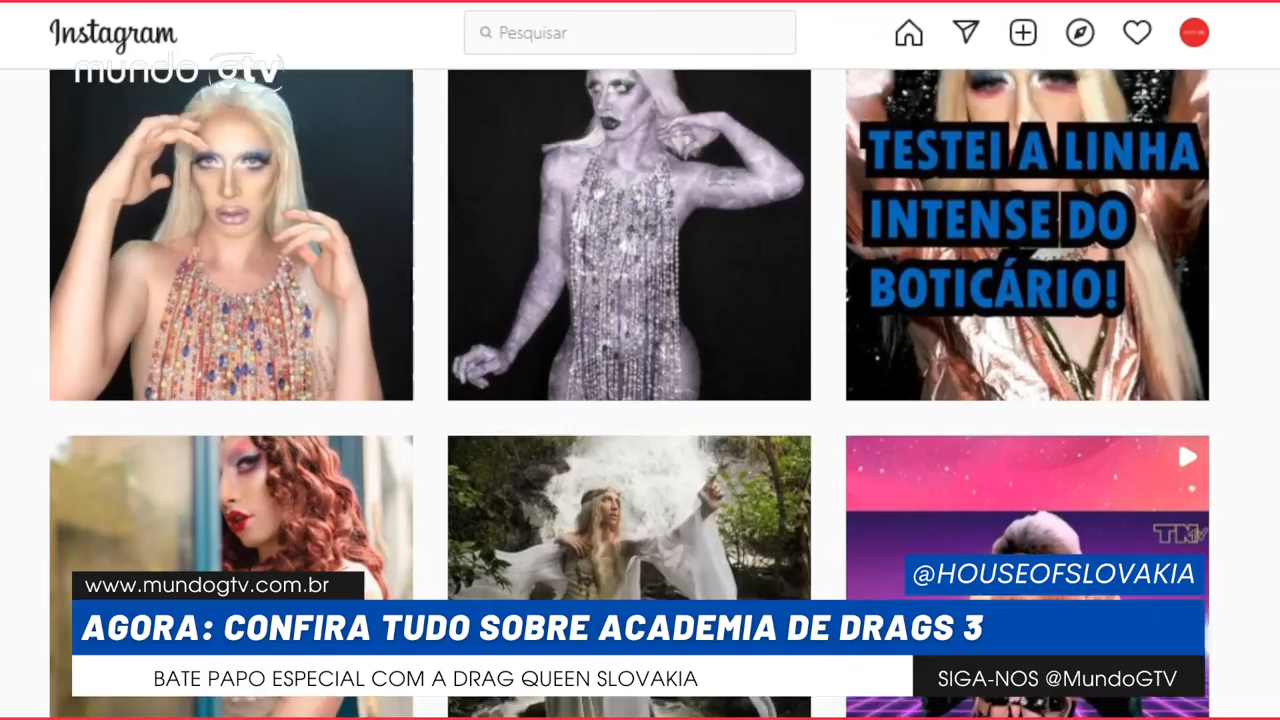 Instagram
Pesquisar
mundo gtv
TESTEI A LINHA
INTENSE DO
BOTICÁRIO!
TNTV
@HOUSEOFSLOVAKIA
www.mundogtv.com.br
AGORA: CONFIRA TUDO SOBRE ACADEMIA DE DRAGS 3
BATE PAPO ESPECIAL COM A DRAG QUEEN SLOVAKIA
SIGA-NOS @MundoGTV